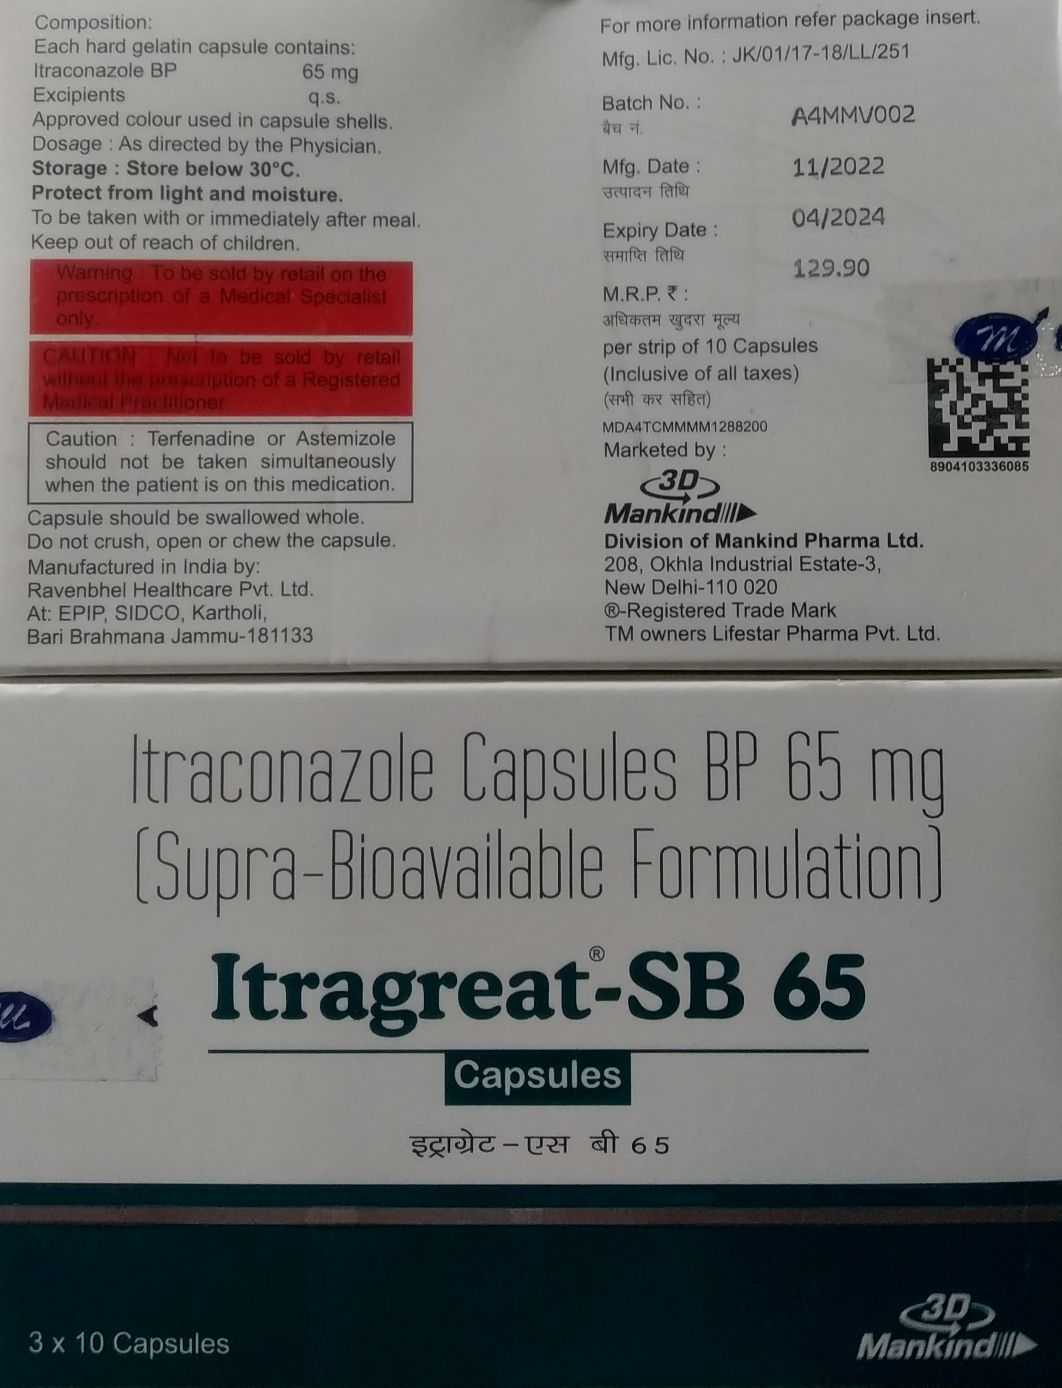 Composition:
Each hard gelatin capsule contains:
Itraconazole BP 65 mg
Excipients q.s.
Approved colour used in capsule shells.
Dosage : As directed by the Physician.
Storage : Store below 30°C.
Protect from light and moisture.
To be taken with or immediately after meal.
Keep out of reach of children.
Warning : To be sold by retail on the
prescription of a Medical Specialist
only.
CAUTION : Not to be sold by retail
without the prescription of a Registered
Medical Practitioner.
Caution : Terfenadine or Astemizole
should not be taken simultaneously
when the patient is on this medication.
Capsule should be swallowed whole.
Do not crush, open or chew the capsule.
Manufactured in India by:
Ravenbhel Healthcare Pvt. Ltd.
At: EPIP, SIDCO, Kartholi,
Bari Brahmana Jammu-181133
For more information refer package insert.
Mfg. Lic. No. : JK/01/17-18/LL/251
Batch No. : A4MMV002
बैच नं.
Mfg. Date : 11/2022
उत्पादन तिथि
Expiry Date : 04/2024
समाप्ति तिथि
M.R.P. ₹ : 129.90
अधिकतम खुदरा मूल्य
per strip of 10 Capsules
(Inclusive of all taxes)
(सभी कर सहित)
MDA4TCMMMM1288200
Marketed by :
3D
Mankind
Division of Mankind Pharma Ltd.
208, Okhla Industrial Estate-3,
New Delhi-110 020
®-Registered Trade Mark
TM owners Lifestar Pharma Pvt. Ltd.
m
8904103336085
Itraconazole Capsules BP 65 mg
(Supra-Bioavailable Formulation)
Itragreat®-SB 65
Capsules
इट्राग्रेट – एस बी 65
3 x 10 Capsules
3D
Mankind